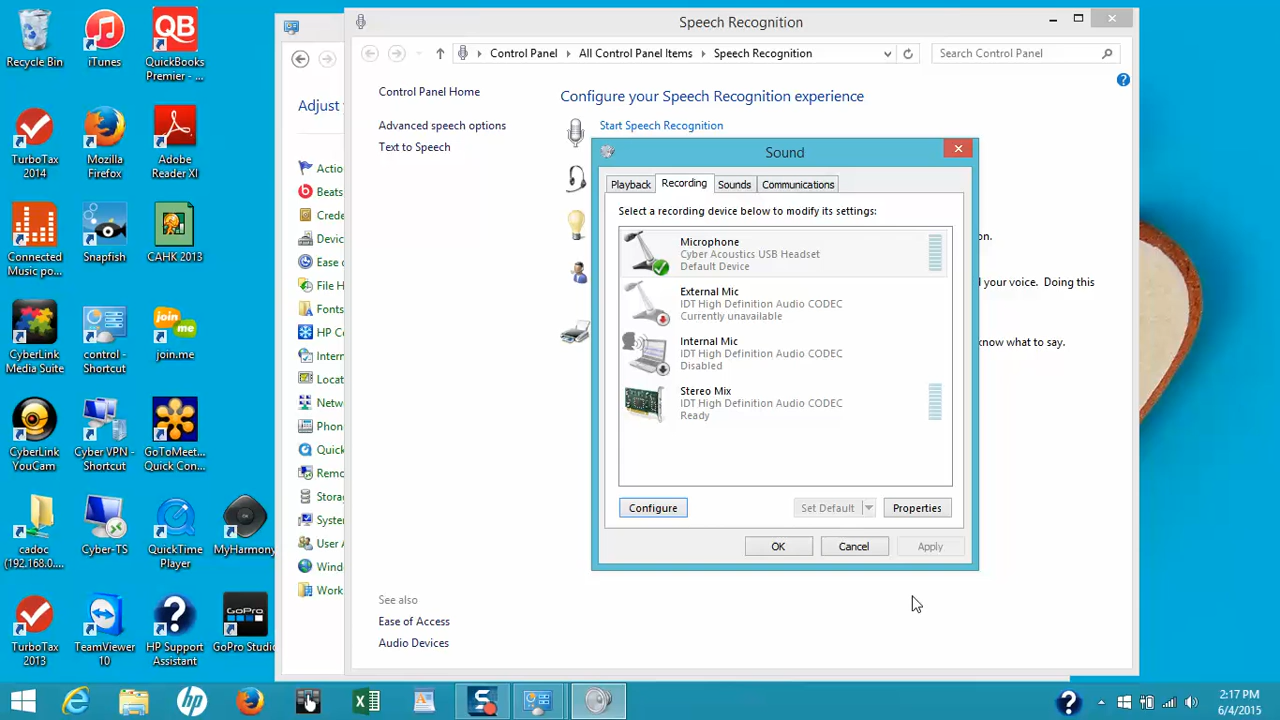 Recycle Bin
iTunes
QuickBooks
Premier - ...
TurboTax
2014
Mozilla
Firefox
Adobe
Reader XI
Connected
Music po...
Snapfish
CAHK 2013
CyberLink
Media Suite
control -
Shortcut
join.me
CyberLink
YouCam
Cyber VPN -
Shortcut
GoToMeet...
Quick Con...
cadoc
(192.168.0....
Cyber-TS
QuickTime
Player
MyHarmony
TurboTax
2013
TeamViewer
10
HP Support
Assistant
GoPro Studio
QB
join
me
GoPro
Adjust
Actio
Beats
Crede
Devic
Ease o
File H
Fonts
HP C
Intern
Locat
Netw
Phon
Quick
Remo
Storag
System
User A
Wind
Work
Speech Recognition
Control Panel
All Control Panel Items
Speech Recognition
Search Control Panel
Control Panel Home
Advanced speech options
Text to Speech
Configure your Speech Recognition experience
Start Speech Recognition
on.
d your voice. Doing this
know what to say.
See also
Ease of Access
Audio Devices
Sound
Playback
Recording
Sounds
Communications
Select a recording device below to modify its settings:
Microphone
Cyber Acoustics USB Headset
Default Device
External Mic
IDT High Definition Audio CODEC
Currently unavailable
Internal Mic
IDT High Definition Audio CODEC
Disabled
Stereo Mix
IDT High Definition Audio CODEC
Ready
Configure
Set Default
Properties
OK
Cancel
Apply
2:17 PM
6/4/2015